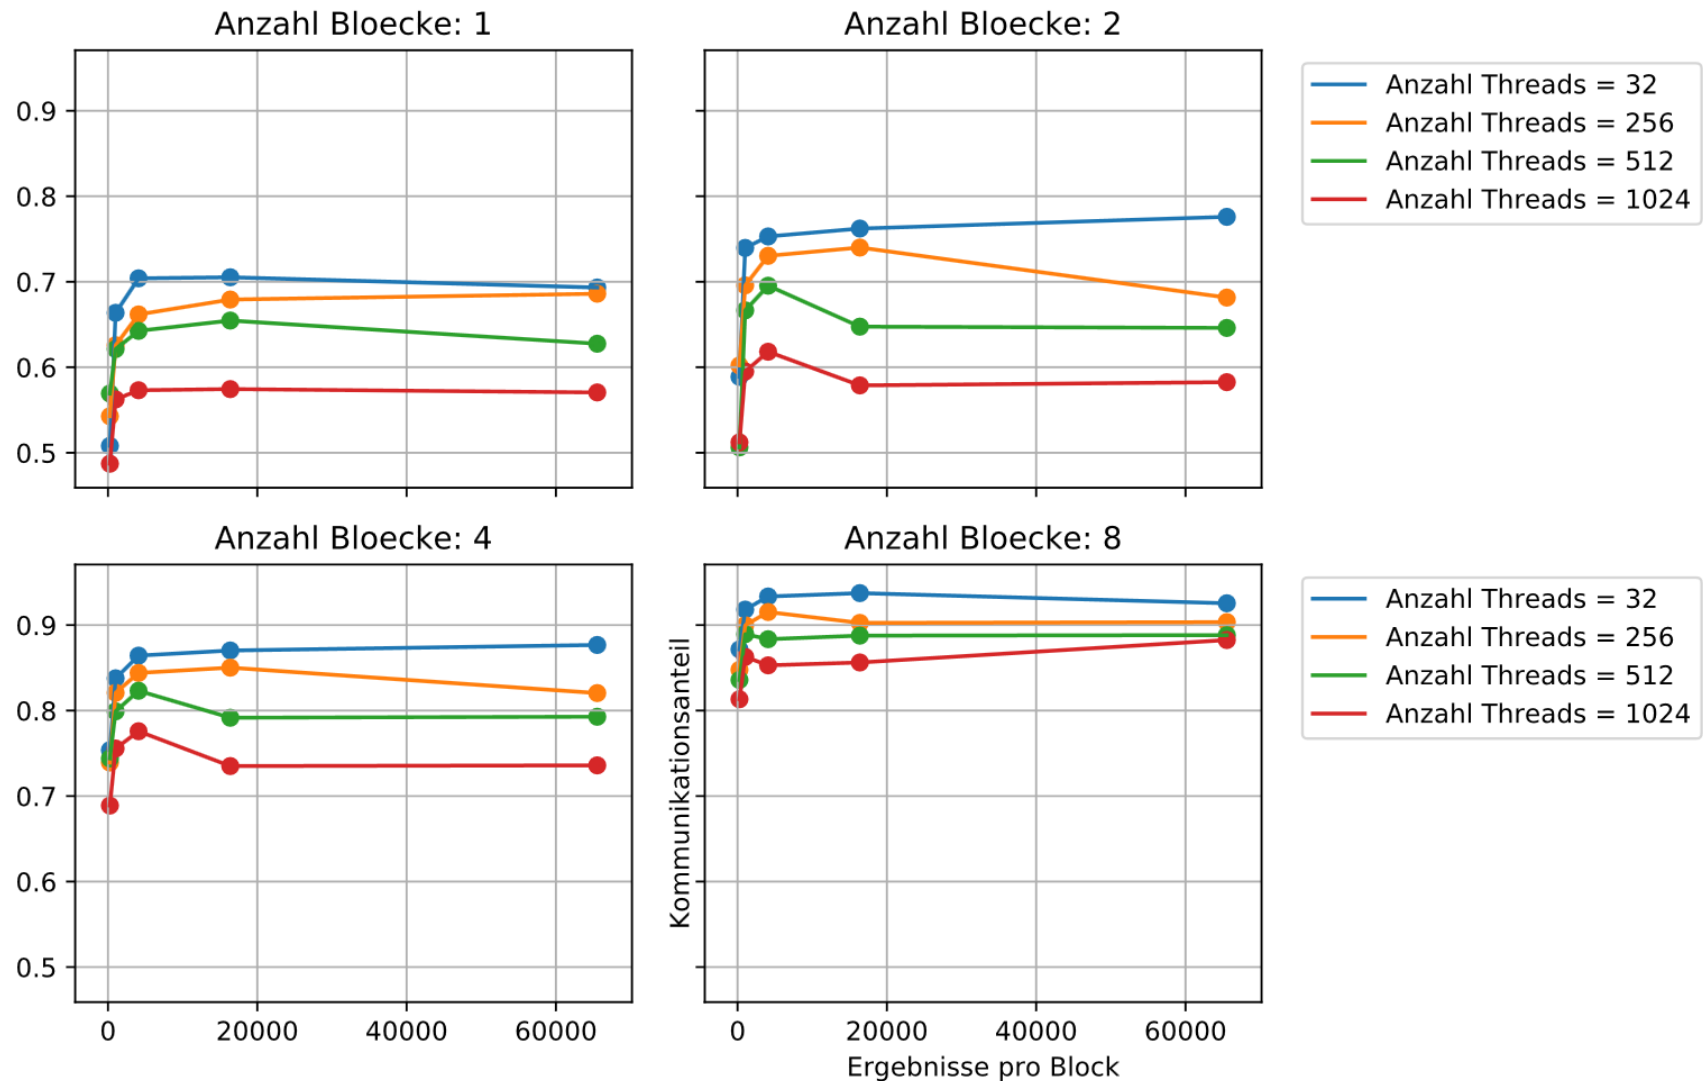 Anzahl Bloecke: 1
0.9
0.8
0.7
0.6
0.5
Anzahl Bloecke: 2
Anzahl Threads = 32
Anzahl Threads = 256
Anzahl Threads = 512
Anzahl Threads = 1024
Anzahl Bloecke: 4
0.9
0.8
0.7
0.6
0.5
0 20000 40000 60000
Anzahl Bloecke: 8
Kommunikationsanteil
0 20000 40000 60000
Ergebnisse pro Block
Anzahl Threads = 32
Anzahl Threads = 256
Anzahl Threads = 512
Anzahl Threads = 1024